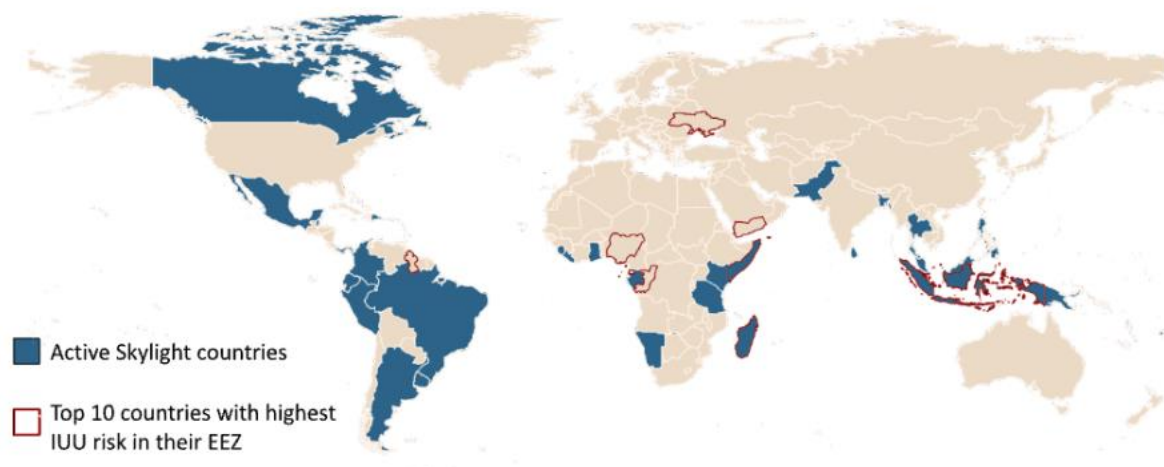 Active Skylight countries
Top 10 countries with highest
IUU risk in their EEZ